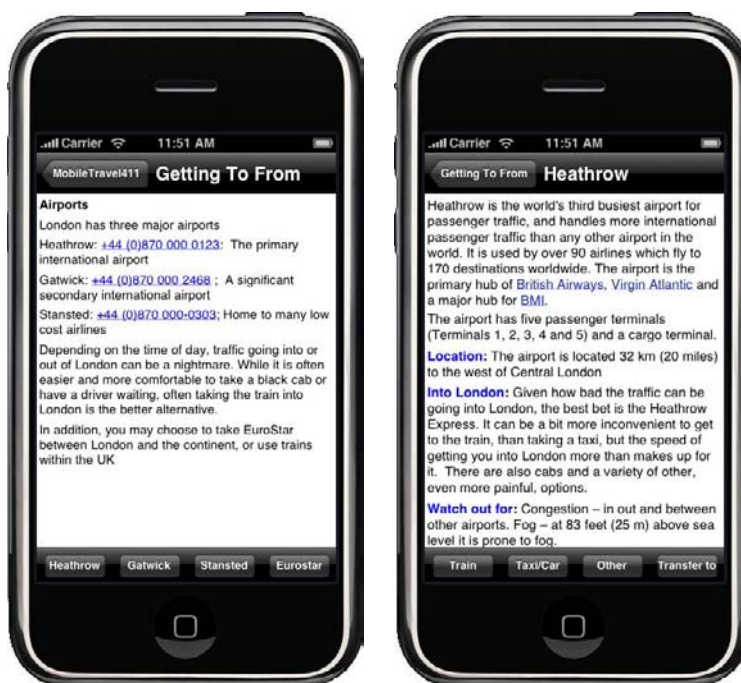 Carrier 11:51 AM
MobileTravel411 Getting To From
Airports
London has three major airports
Heathrow: +44 (0)870 000 0123: The primary
international airport
Gatwick: +44 (0)870 000 2468 ; A significant
secondary international airport
Stansted: +44 (0)870 000-0303; Home to many low
cost airlines
Depending on the time of day, traffic going into or
out of London can be a nightmare. While it is often
easier and more comfortable to take a black cab or
have a driver waiting, often taking the train into
London is the better alternative.
In addition, you may choose to take EuroStar
between London and the continent, or use trains
within the UK
Heathrow Gatwick Stansted Eurostar
Carrier 11:51 AM
Getting To From Heathrow
Heathrow is the world's third busiest airport for
passenger traffic, and handles more international
passenger traffic than any other airport in the
world. It is used by over 90 airlines which fly to
170 destinations worldwide. The airport is the
primary hub of British Airways, Virgin Atlantic and
a major hub for BMI.
The airport has five passenger terminals
(Terminals 1, 2, 3, 4 and 5) and a cargo terminal.
Location: The airport is located 32 km (20 miles)
to the west of Central London
Into London: Given how bad the traffic can be
going into London, the best bet is the Heathrow
Express. It can be a bit more inconvenient to get
to the train, than taking a taxi, but the speed of
getting you into London more than makes up for
it. There are also cabs and a variety of other,
even more painful, options.
Watch out for: Congestion – in out and between
other airports. Fog – at 83 feet (25 m) above sea
level it is prone to fog.
Train Taxi/Car Other Transfer to